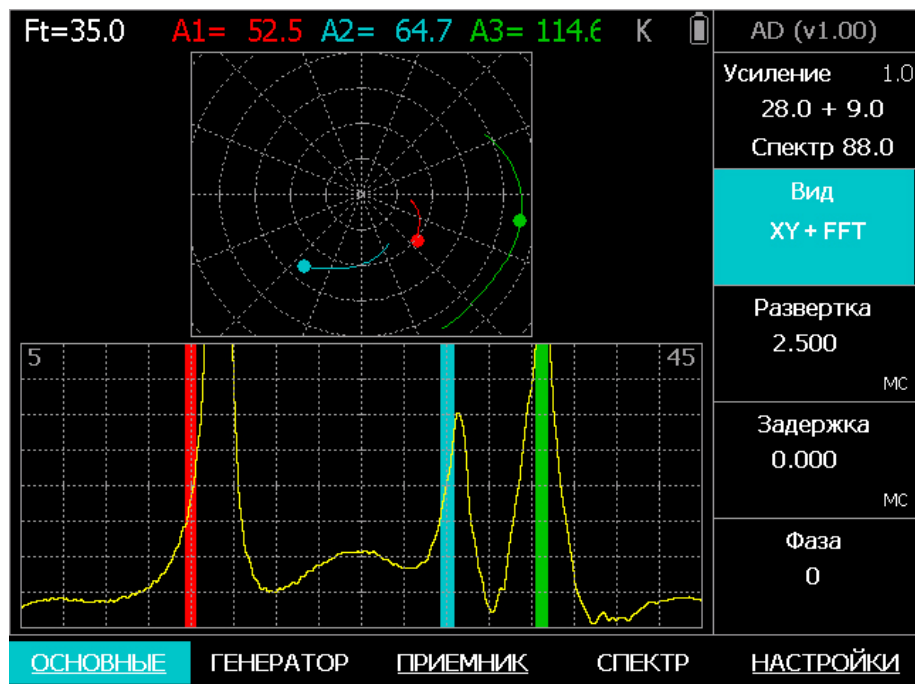 Ft=35.0 A1= 52.5 A2= 64.7 A3= 114.6 К
AD (v1.00)
Усиление 1.0
28.0 + 9.0
Спектр 88.0
Вид
XY + FFT
Развертка
2.500
мс
Задержка
0.000
мс
Фаза
0
5 45
ОСНОВНЫЕ ГЕНЕРАТОР ПРИЕМНИК СПЕКТР НАСТРОЙКИ